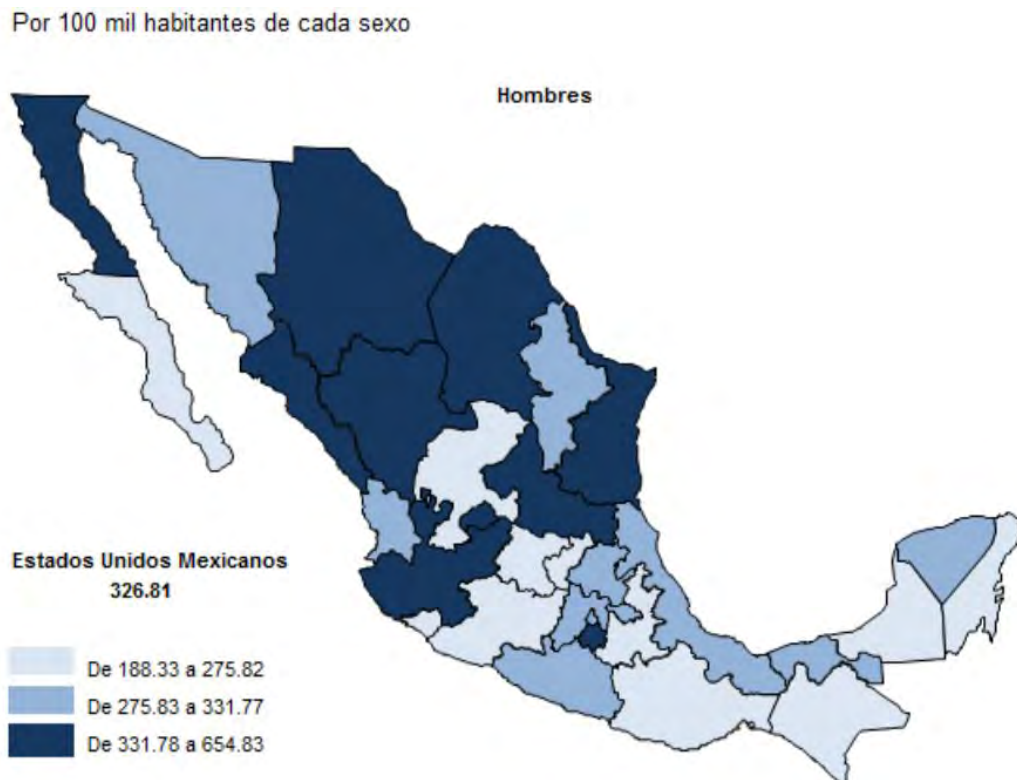 Por 100 mil habitantes de cada sexo
Hombres
Estados Unidos Mexicanos
326.81
De 188.33 a 275.82
De 275.83 a 331.77
De 331.78 a 654.83